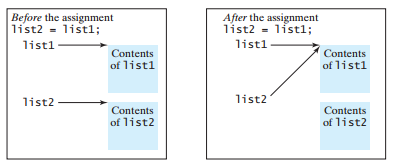 Before the assignment
list2 = list1;
list1
Contents
of list1
list2
Contents
of list2
After the assignment
list2 = list1;
list1
Contents
of list1
list2
Contents
of list2